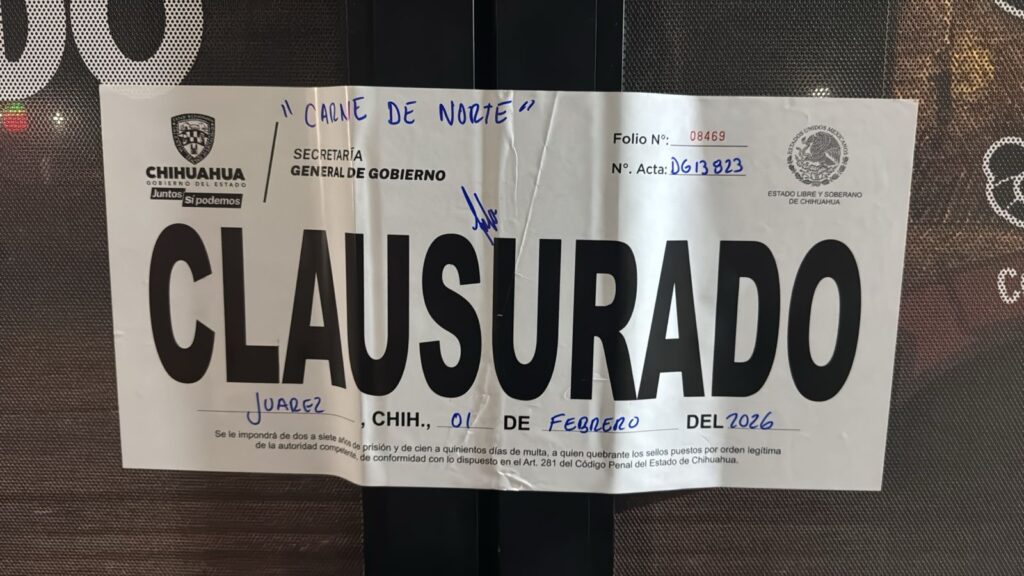 DO
"CARNE DE NORTE"
CHIHUAHUA
GOBIERNO DEL ESTADO
Juntos Sí podemos
SECRETARÍA
GENERAL DE GOBIERNO
Folio Nº: 08469
Nº. Acta: DG13823
ESTADOS UNIDOS MEXICANOS
ESTADO LIBRE Y SOBERANO
DE CHIHUAHUA
CLAUSURADO
JUAREZ, CHIH., 01 DE FEBRERO DEL 2026
Se le impondrá de dos a siete años de prisión y de cien a quinientos días de multa, a quien quebrante los sellos puestos por orden legítima
de la autoridad competente, de conformidad con lo dispuesto en el Art. 281 del Código Penal del Estado de Chihuahua.